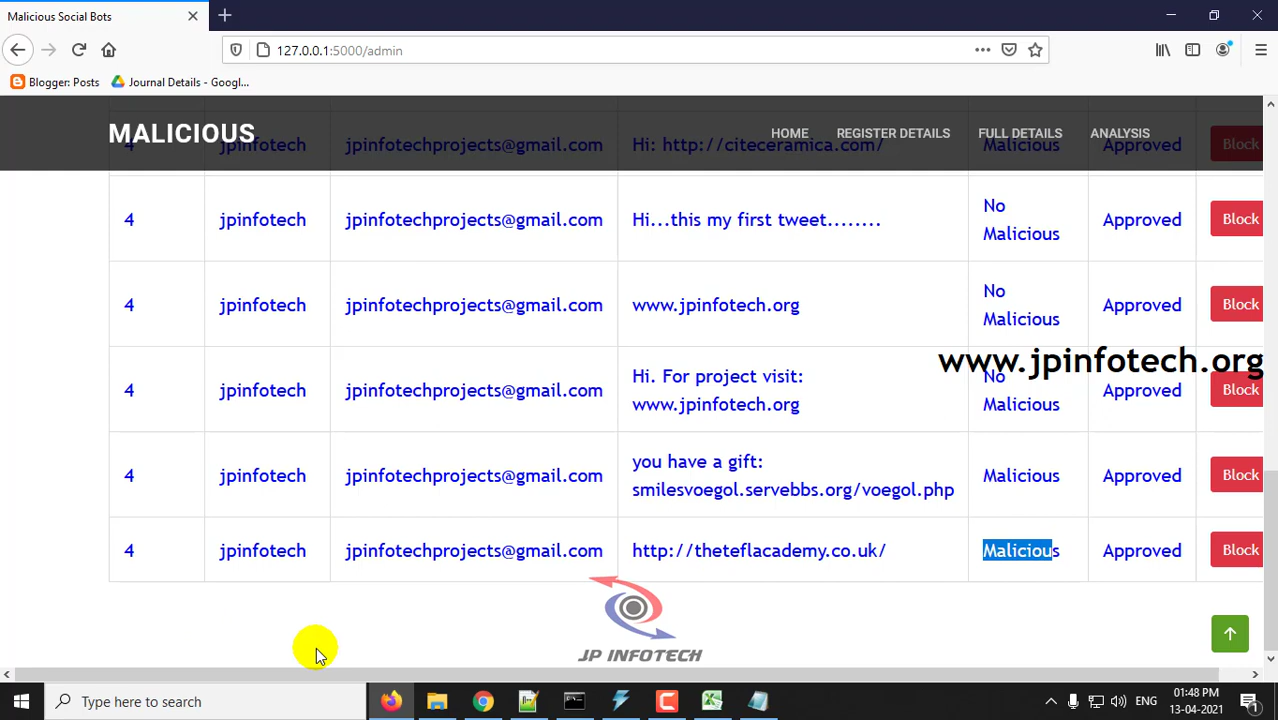 Malicious Social Bots
127.0.0.1:5000/admin
Blogger: Posts
Journal Details - Googl...
MALICIOUS
HOME
REGISTER DETAILS
FULL DETAILS
ANALYSIS
4 jpinfotech jpinfotechprojects@gmail.com Hi: http://citeceramica.com/ Malicious Approved Block
4 jpinfotech jpinfotechprojects@gmail.com Hi...this my first tweet........ No Malicious Approved Block
4 jpinfotech jpinfotechprojects@gmail.com www.jpinfotech.org No Malicious Approved Block
www.jpinfotech.org
4 jpinfotech jpinfotechprojects@gmail.com Hi. For project visit: www.jpinfotech.org No Malicious Approved Block
4 jpinfotech jpinfotechprojects@gmail.com you have a gift: smilesvoegol.servebbs.org/voegol.php Malicious Approved Block
4 jpinfotech jpinfotechprojects@gmail.com http://theteflacademy.co.uk/ Malicious Approved Block
JP INFOTECH
Type here to search
ENG
01:48 PM
13-04-2021
1